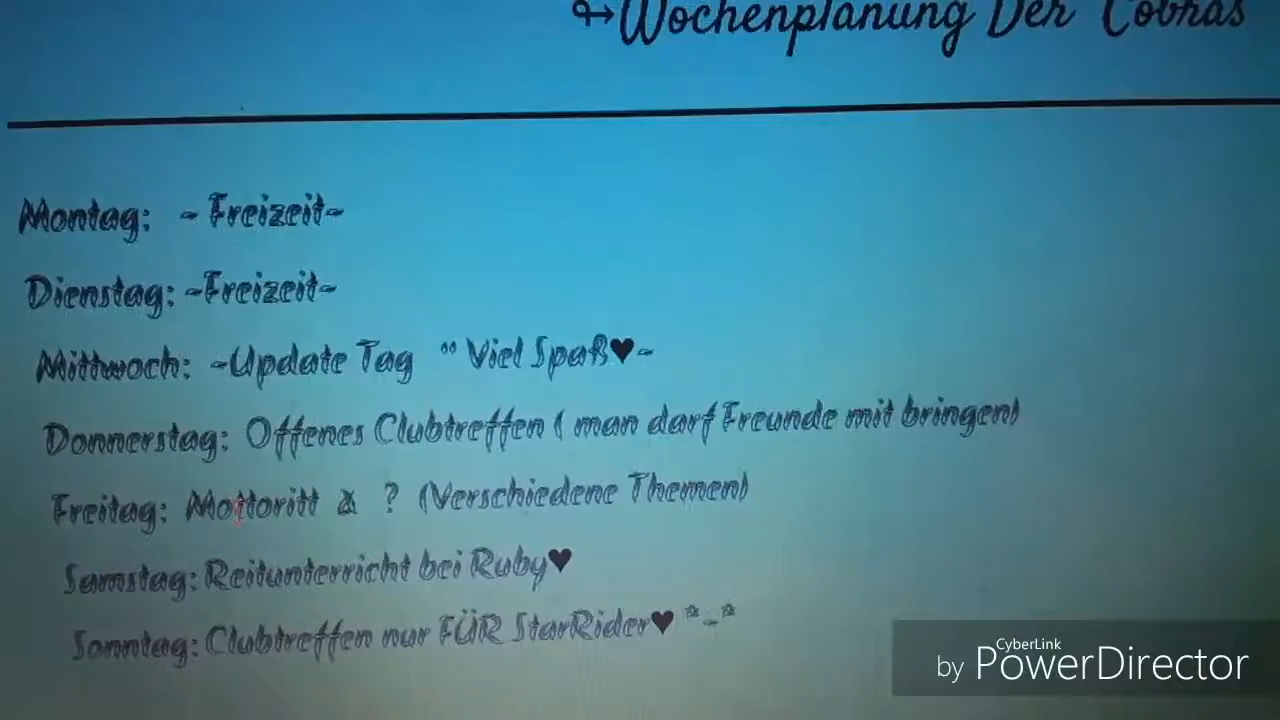 ↬Wochenplanung Der Cobras
Montag: ~ Freizeit~
Dienstag: ~Freizeit~
Mittwoch: ~Update Tag °° Viel Spaß♥~
Donnerstag: Offenes Clubtreffen ( man darf Freunde mit bringen)
Freitag: Mottoritt & ? (Verschiedene Themen)
Samstag: Reitunterricht bei Ruby♥
Sonntag: Clubtreffen nur FÜR StarRider♥ *-*
CyberLink
by PowerDirector